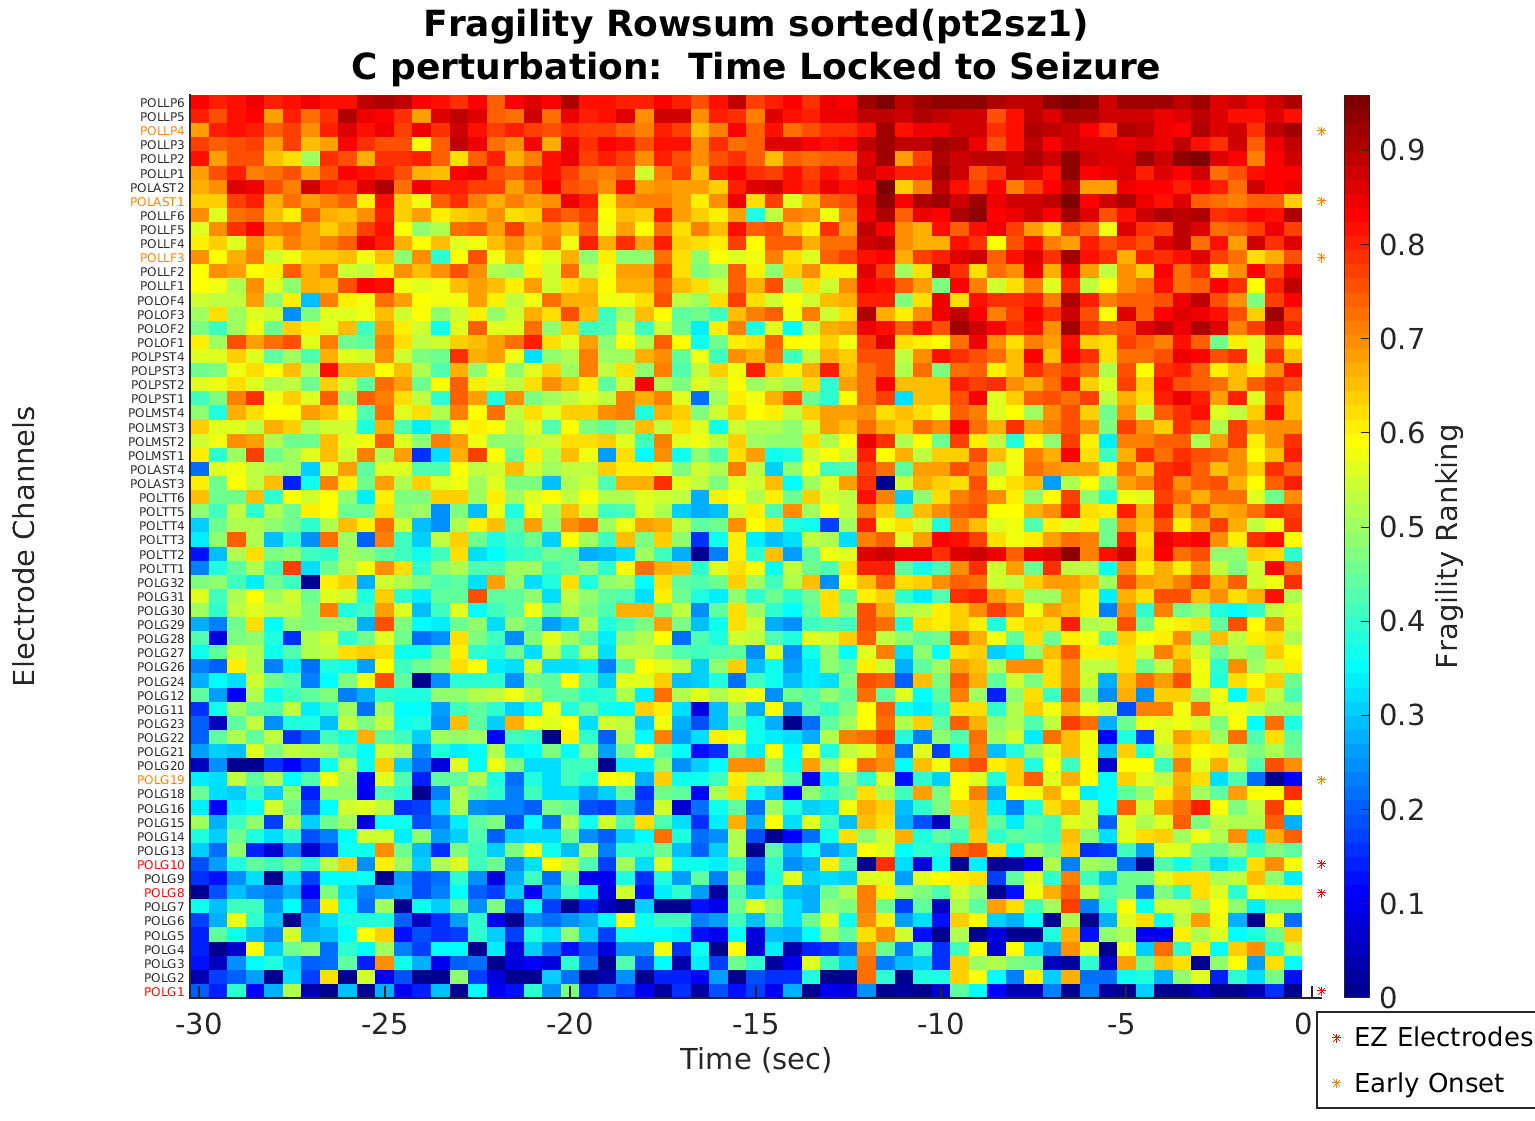 Fragility Rowsum sorted(pt2sz1)
C perturbation:  Time Locked to Seizure
Electrode Channels
POLLP6
POLLP5
POLLP4
POLLP3
POLLP2
POLLP1
POLAST2
POLAST1
POLLF6
POLLF5
POLLF4
POLLF3
POLLF2
POLLF1
POLOF4
POLOF3
POLOF2
POLOF1
POLPST4
POLPST3
POLPST2
POLPST1
POLMST4
POLMST3
POLMST2
POLMST1
POLAST4
POLAST3
POLTT6
POLTT5
POLTT4
POLTT3
POLTT2
POLTT1
POLG32
POLG31
POLG30
POLG29
POLG28
POLG27
POLG26
POLG24
POLG12
POLG11
POLG23
POLG22
POLG21
POLG20
POLG19
POLG18
POLG16
POLG15
POLG14
POLG13
POLG10
POLG9
POLG8
POLG7
POLG6
POLG5
POLG4
POLG3
POLG2
POLG1
-30 -25 -20 -15 -10 -5 0
Time (sec)
0.9
0.8
0.7
0.6
0.5
0.4
0.3
0.2
0.1
0
Fragility Ranking
EZ Electrodes
Early Onset